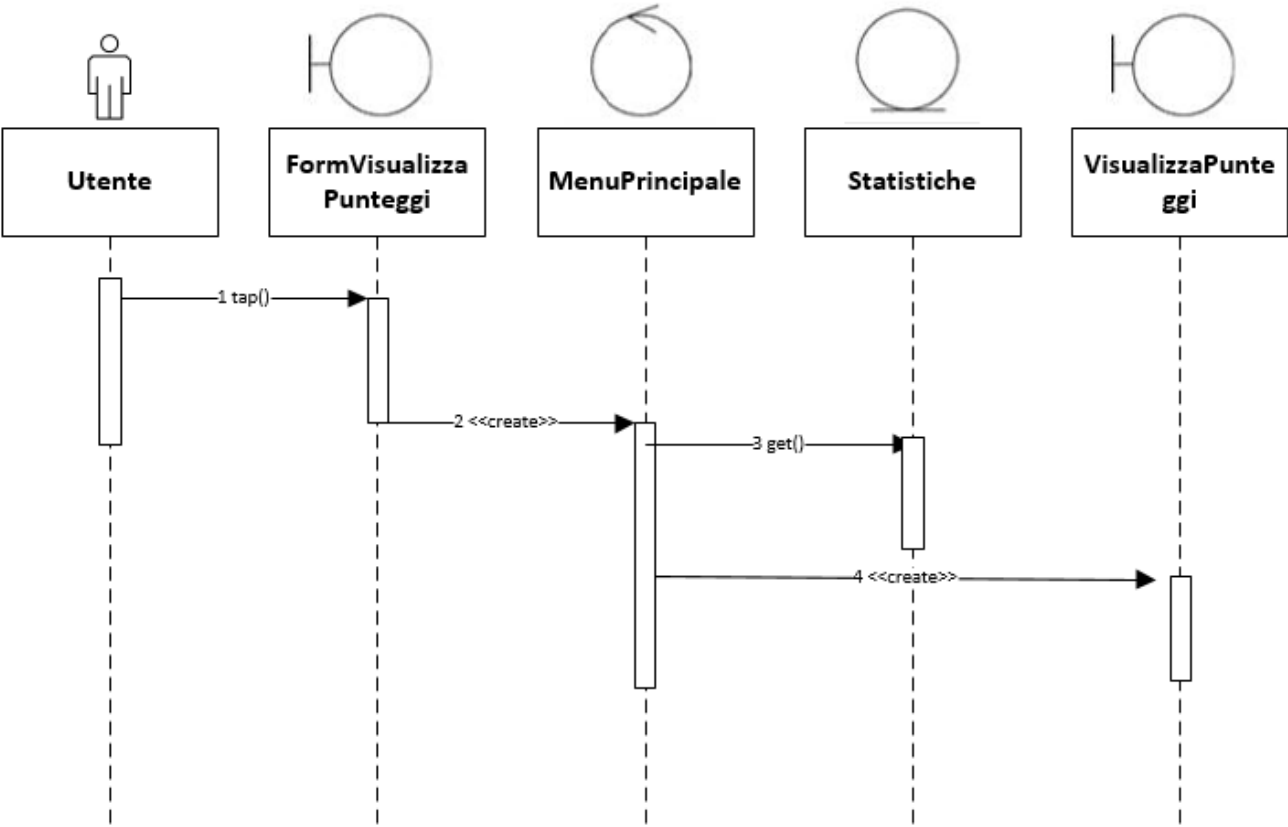 Utente
FormVisualizza
Punteggi
MenuPrincipale
Statistiche
VisualizzaPunte
ggi
1 tap()
2 <<create>>
3 get()
4 <<create>>